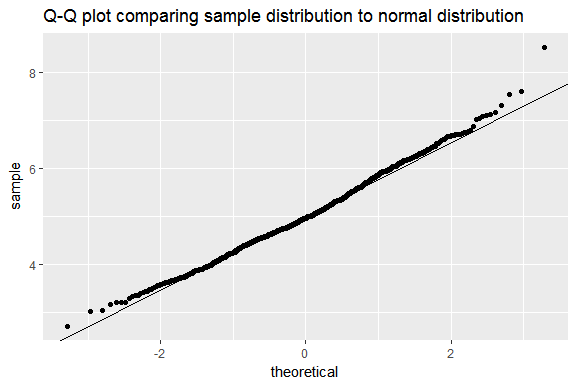 Q-Q plot comparing sample distribution to normal distribution
8
6
4
sample
-2 0 2
theoretical